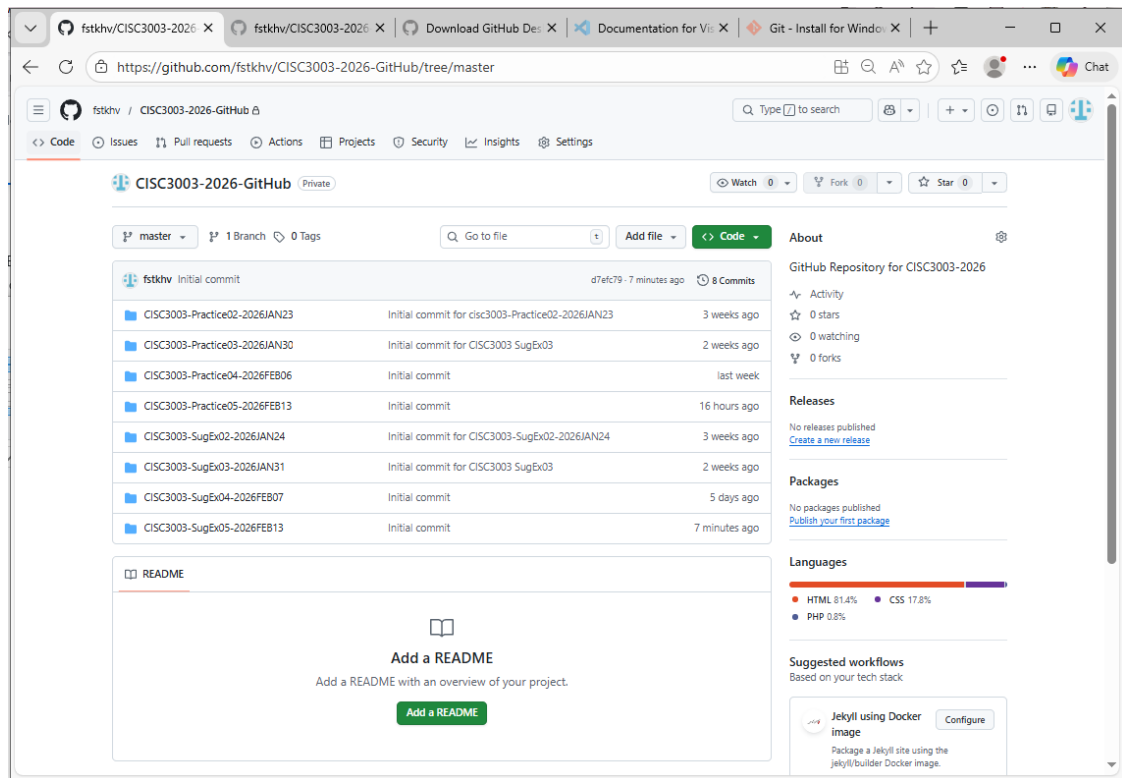 fstkhv/CISC3003-2026-
fstkhv/CISC3003-2026
Download GitHub Des
Documentation for Vis
Git - Install for Window
https://github.com/fstkhv/CISC3003-2026-GitHub/tree/master
Chat
fstkhv / CISC3003-2026-GitHub
Type / to search
<> Code
Issues
Pull requests
Actions
Projects
Security
Insights
Settings
CISC3003-2026-GitHub Private
Watch 0
Fork 0
Star 0
master
1 Branch
0 Tags
Go to file t
Add file
<> Code
fstkhv Initial commit d7efc79 · 7 minutes ago 8 Commits
CISC3003-Practice02-2026JAN23 Initial commit for cisc3003-Practice02-2026JAN23 3 weeks ago
CISC3003-Practice03-2026JAN30 Initial commit for CISC3003 SugEx03 2 weeks ago
CISC3003-Practice04-2026FEB06 Initial commit last week
CISC3003-Practice05-2026FEB13 Initial commit 16 hours ago
CISC3003-SugEx02-2026JAN24 Initial commit for CISC3003-SugEx02-2026JAN24 3 weeks ago
CISC3003-SugEx03-2026JAN31 Initial commit for CISC3003 SugEx03 2 weeks ago
CISC3003-SugEx04-2026FEB07 Initial commit 5 days ago
CISC3003-SugEx05-2026FEB13 Initial commit 7 minutes ago
README
Add a README
Add a README with an overview of your project.
Add a README
About
GitHub Repository for CISC3003-2026
Activity
0 stars
0 watching
0 forks
Releases
No releases published
Create a new release
Packages
No packages published
Publish your first package
Languages
HTML 81.4% CSS 17.8%
PHP 0.8%
Suggested workflows
Based on your tech stack
Jekyll using Docker
image
Configure
Package a Jekyll site using the
jekyll/builder Docker image.